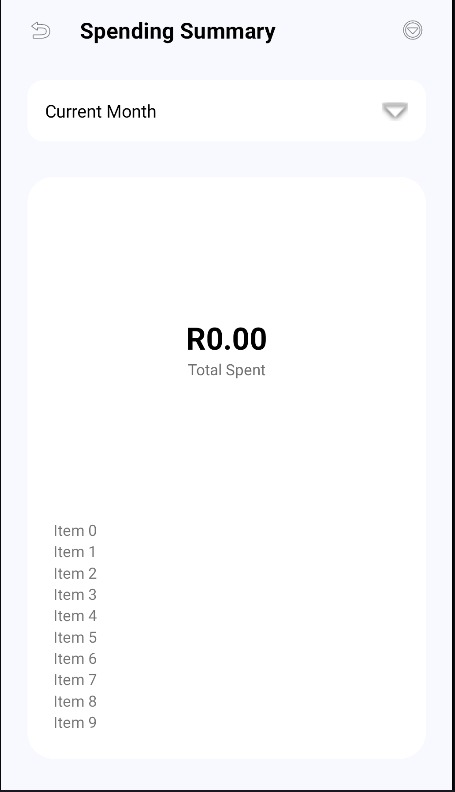 Spending Summary
Current Month
R0.00
Total Spent
Item 0
Item 1
Item 2
Item 3
Item 4
Item 5
Item 6
Item 7
Item 8
Item 9